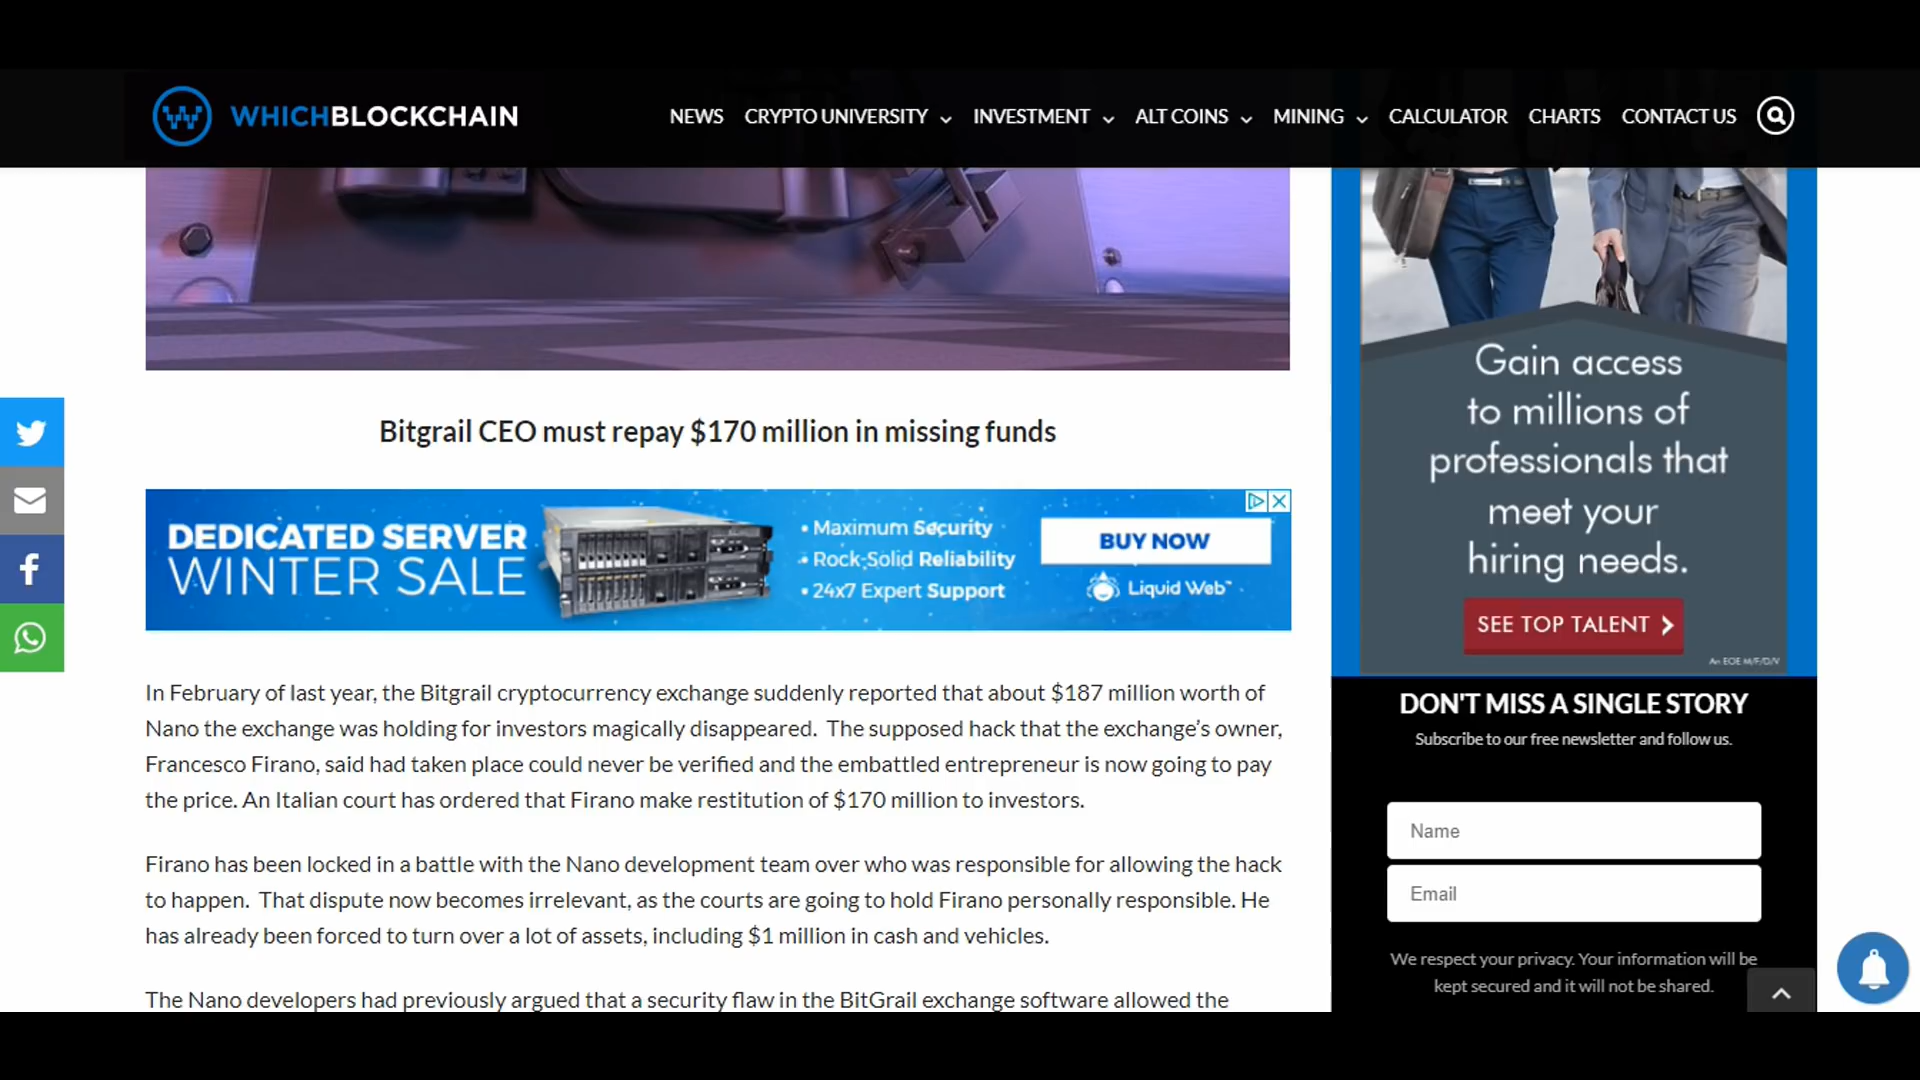 WHICHBLOCKCHAIN
NEWS CRYPTO UNIVERSITY INVESTMENT ALT COINS MINING CALCULATOR CHARTS CONTACT US
Bitgrail CEO must repay $170 million in missing funds
DEDICATED SERVER
WINTER SALE
• Maximum Security
• Rock-Solid Reliability
• 24x7 Expert Support
BUY NOW
Liquid Web™
In February of last year, the Bitgrail cryptocurrency exchange suddenly reported that about $187 million worth of
Nano the exchange was holding for investors magically disappeared.  The supposed hack that the exchange's owner,
Francesco Firano, said had taken place could never be verified and the embattled entrepreneur is now going to pay
the price. An Italian court has ordered that Firano make restitution of $170 million to investors.
Firano has been locked in a battle with the Nano development team over who was responsible for allowing the hack
to happen.  That dispute now becomes irrelevant, as the courts are going to hold Firano personally responsible. He
has already been forced to turn over a lot of assets, including $1 million in cash and vehicles.
The Nano developers had previously argued that a security flaw in the BitGrail exchange software allowed the
Gain access
to millions of
professionals that
meet your
hiring needs.
SEE TOP TALENT
An EOE M/F/D/V
DON'T MISS A SINGLE STORY
Subscribe to our free newsletter and follow us.
Name
Email
We respect your privacy. Your information will be
kept secured and it will not be shared.